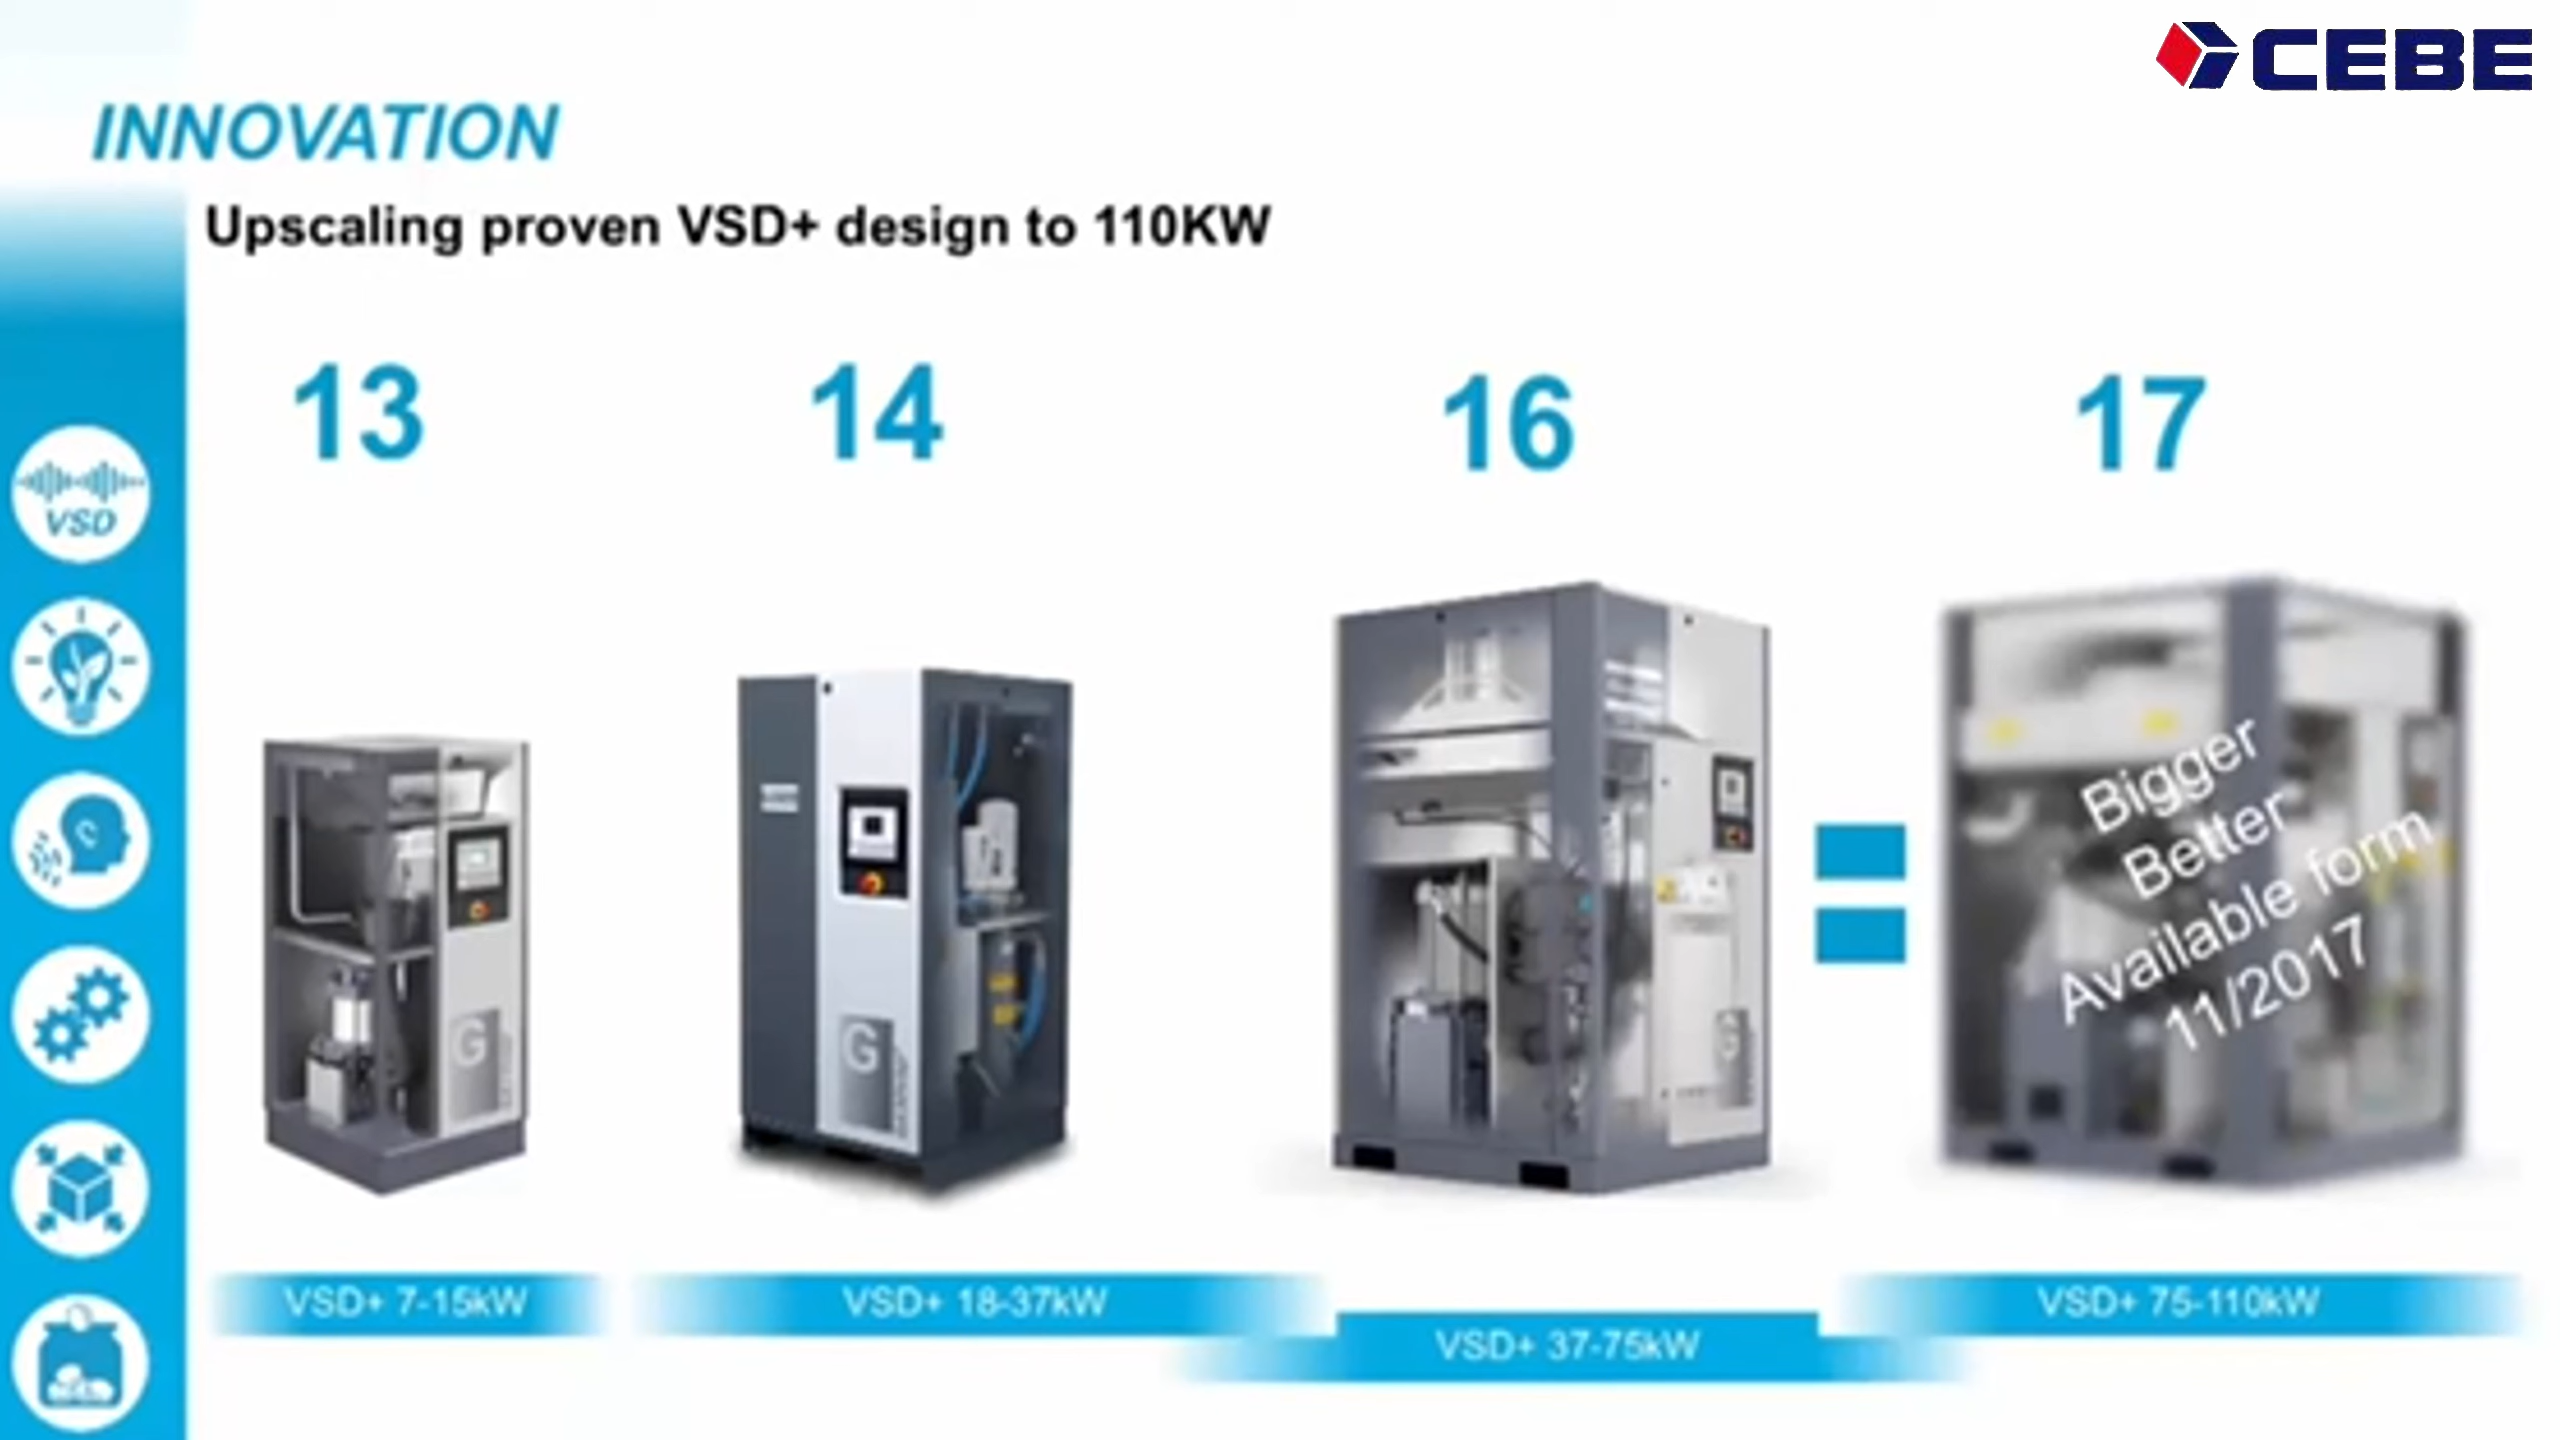 CEBE
INNOVATION
Upscaling proven VSD+ design to 110KW
13
14
16
17
VSD
Bigger
Better
Available form
11/2017
G
G
G
VSD+ 7-15kW
VSD+ 18-37kW
VSD+ 37-75kW
VSD+ 75-110kW